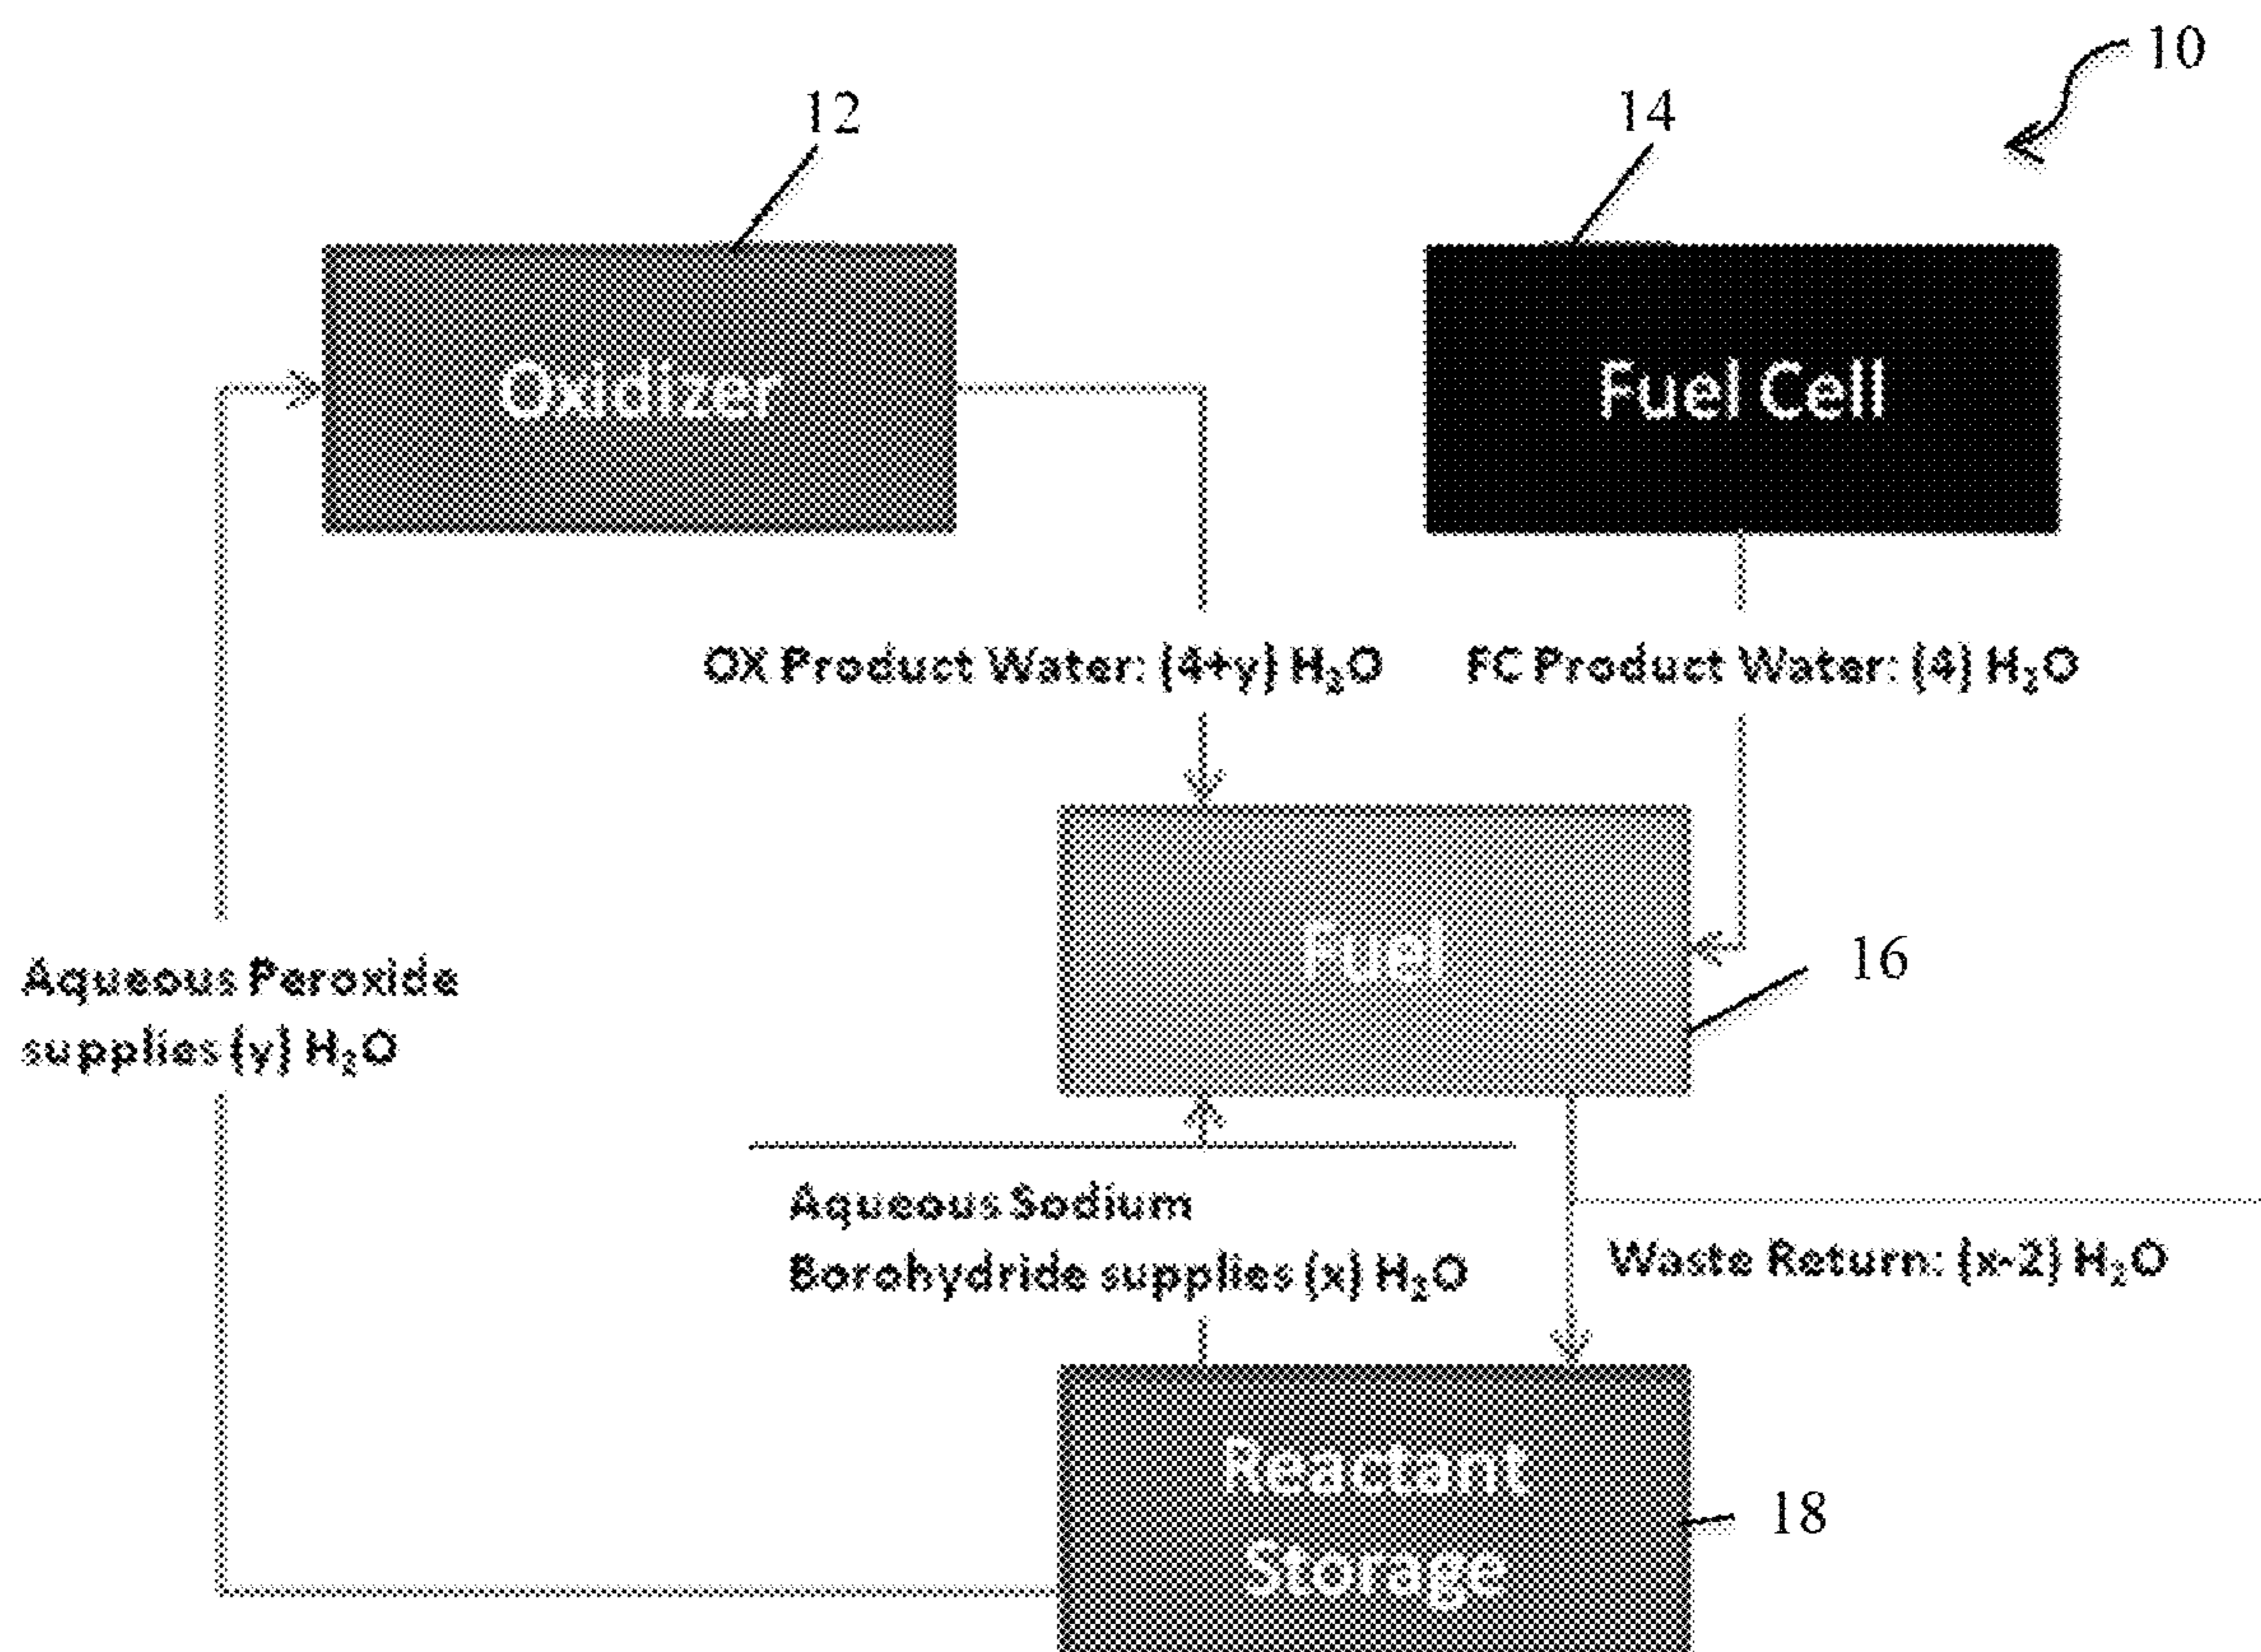 10
12
14
Oxidizer
Fuel Cell
OX Product Water: (4+y) H₂O
FC Product Water: (4) H₂O
Fuel
16
Aqueous Peroxide
supplies (y) H₂O
Aqueous Sodium
Borohydride supplies (x) H₂O
Waste Return: (x-2) H₂O
Reactant
Storage
18